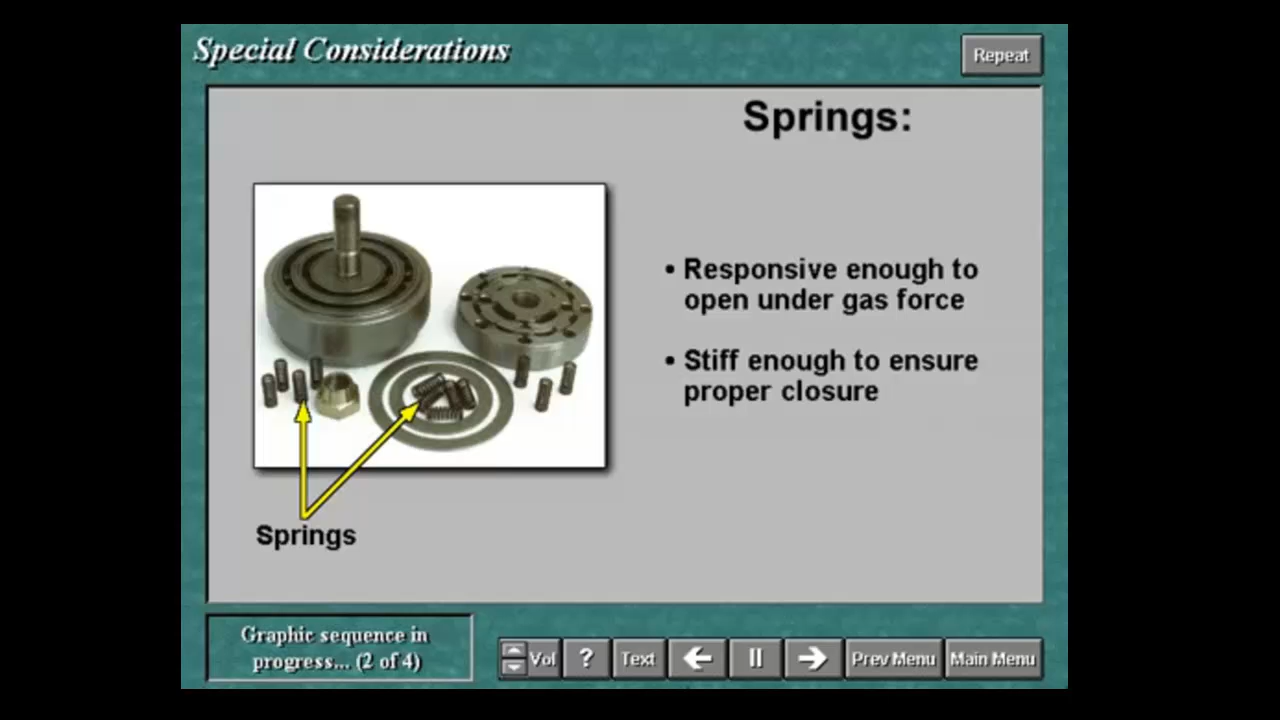 Special Considerations
Repeat
Springs:
• Responsive enough to
open under gas force
• Stiff enough to ensure
proper closure
Springs
Graphic sequence in
progress... (2 of 4)
Vol
?
Text
Prev Menu
Main Menu